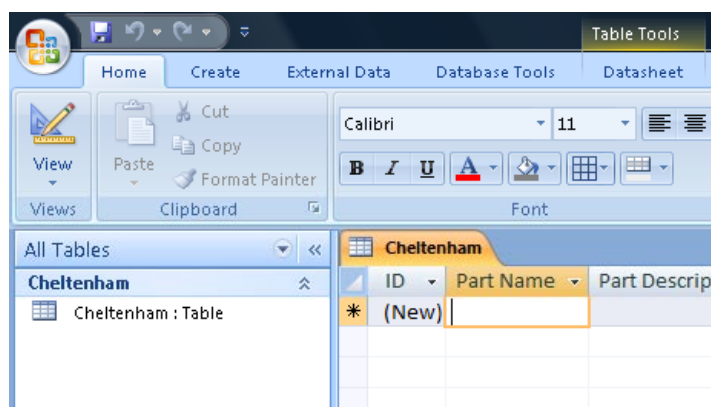 Table Tools
Home Create External Data Database Tools Datasheet
Cut
Copy
Format Painter
View Paste
Calibri 11
B I U A
Views Clipboard Font
All Tables
Cheltenham
Cheltenham : Table
Cheltenham
ID Part Name Part Descrip
(New)